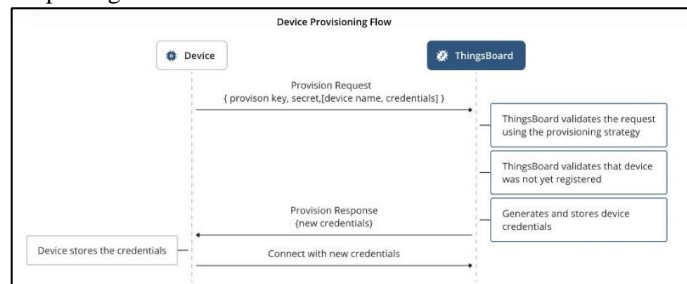 Device Provisioning Flow
Device
ThingsBoard
Provision Request
{ provison key, secret,[device name, credentials] }
ThingsBoard validates the request
using the provisioning strategy
ThingsBoard validates that device
was not yet registered
Provision Response
{new credentials}
Generates and stores device
credentials
Device stores the credentials
Connect with new credentials